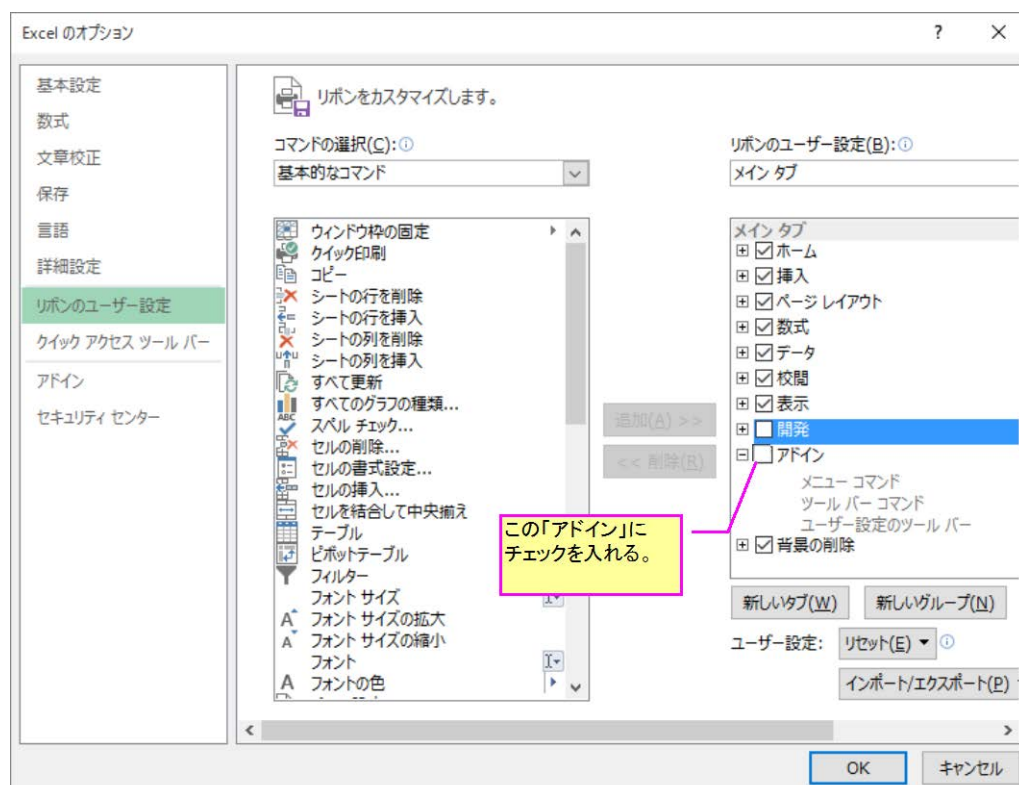 Excel のオプション
?
基本設定
数式
文章校正
保存
言語
詳細設定
リボンのユーザー設定
クイック アクセス ツール バー
アドイン
セキュリティ センター
リボンをカスタマイズします。
コマンドの選択(C):
基本的なコマンド
ウィンドウ枠の固定
クイック印刷
コピー
シートの行を削除
シートの行を挿入
シートの列を削除
シートの列を挿入
すべて更新
すべてのグラフの種類...
スペル チェック...
セルの削除...
セルの書式設定...
セルの挿入...
セルを結合して中央揃え
テーブル
ピボットテーブル
フィルター
フォント サイズ
フォント サイズの拡大
フォント サイズの縮小
フォント
フォントの色
追加(A) >>
<< 削除(R)
リボンのユーザー設定(B):
メイン タブ
メイン タブ
ホーム
挿入
ページ レイアウト
数式
データ
校閲
表示
開発
アドイン
メニュー コマンド
ツール バー コマンド
ユーザー設定のツール バー
背景の削除
この「アドイン」に
チェックを入れる。
新しいタブ(W)
新しいグループ(N)
ユーザー設定:
リセット(E)
インポート/エクスポート(P)
OK
キャンセル